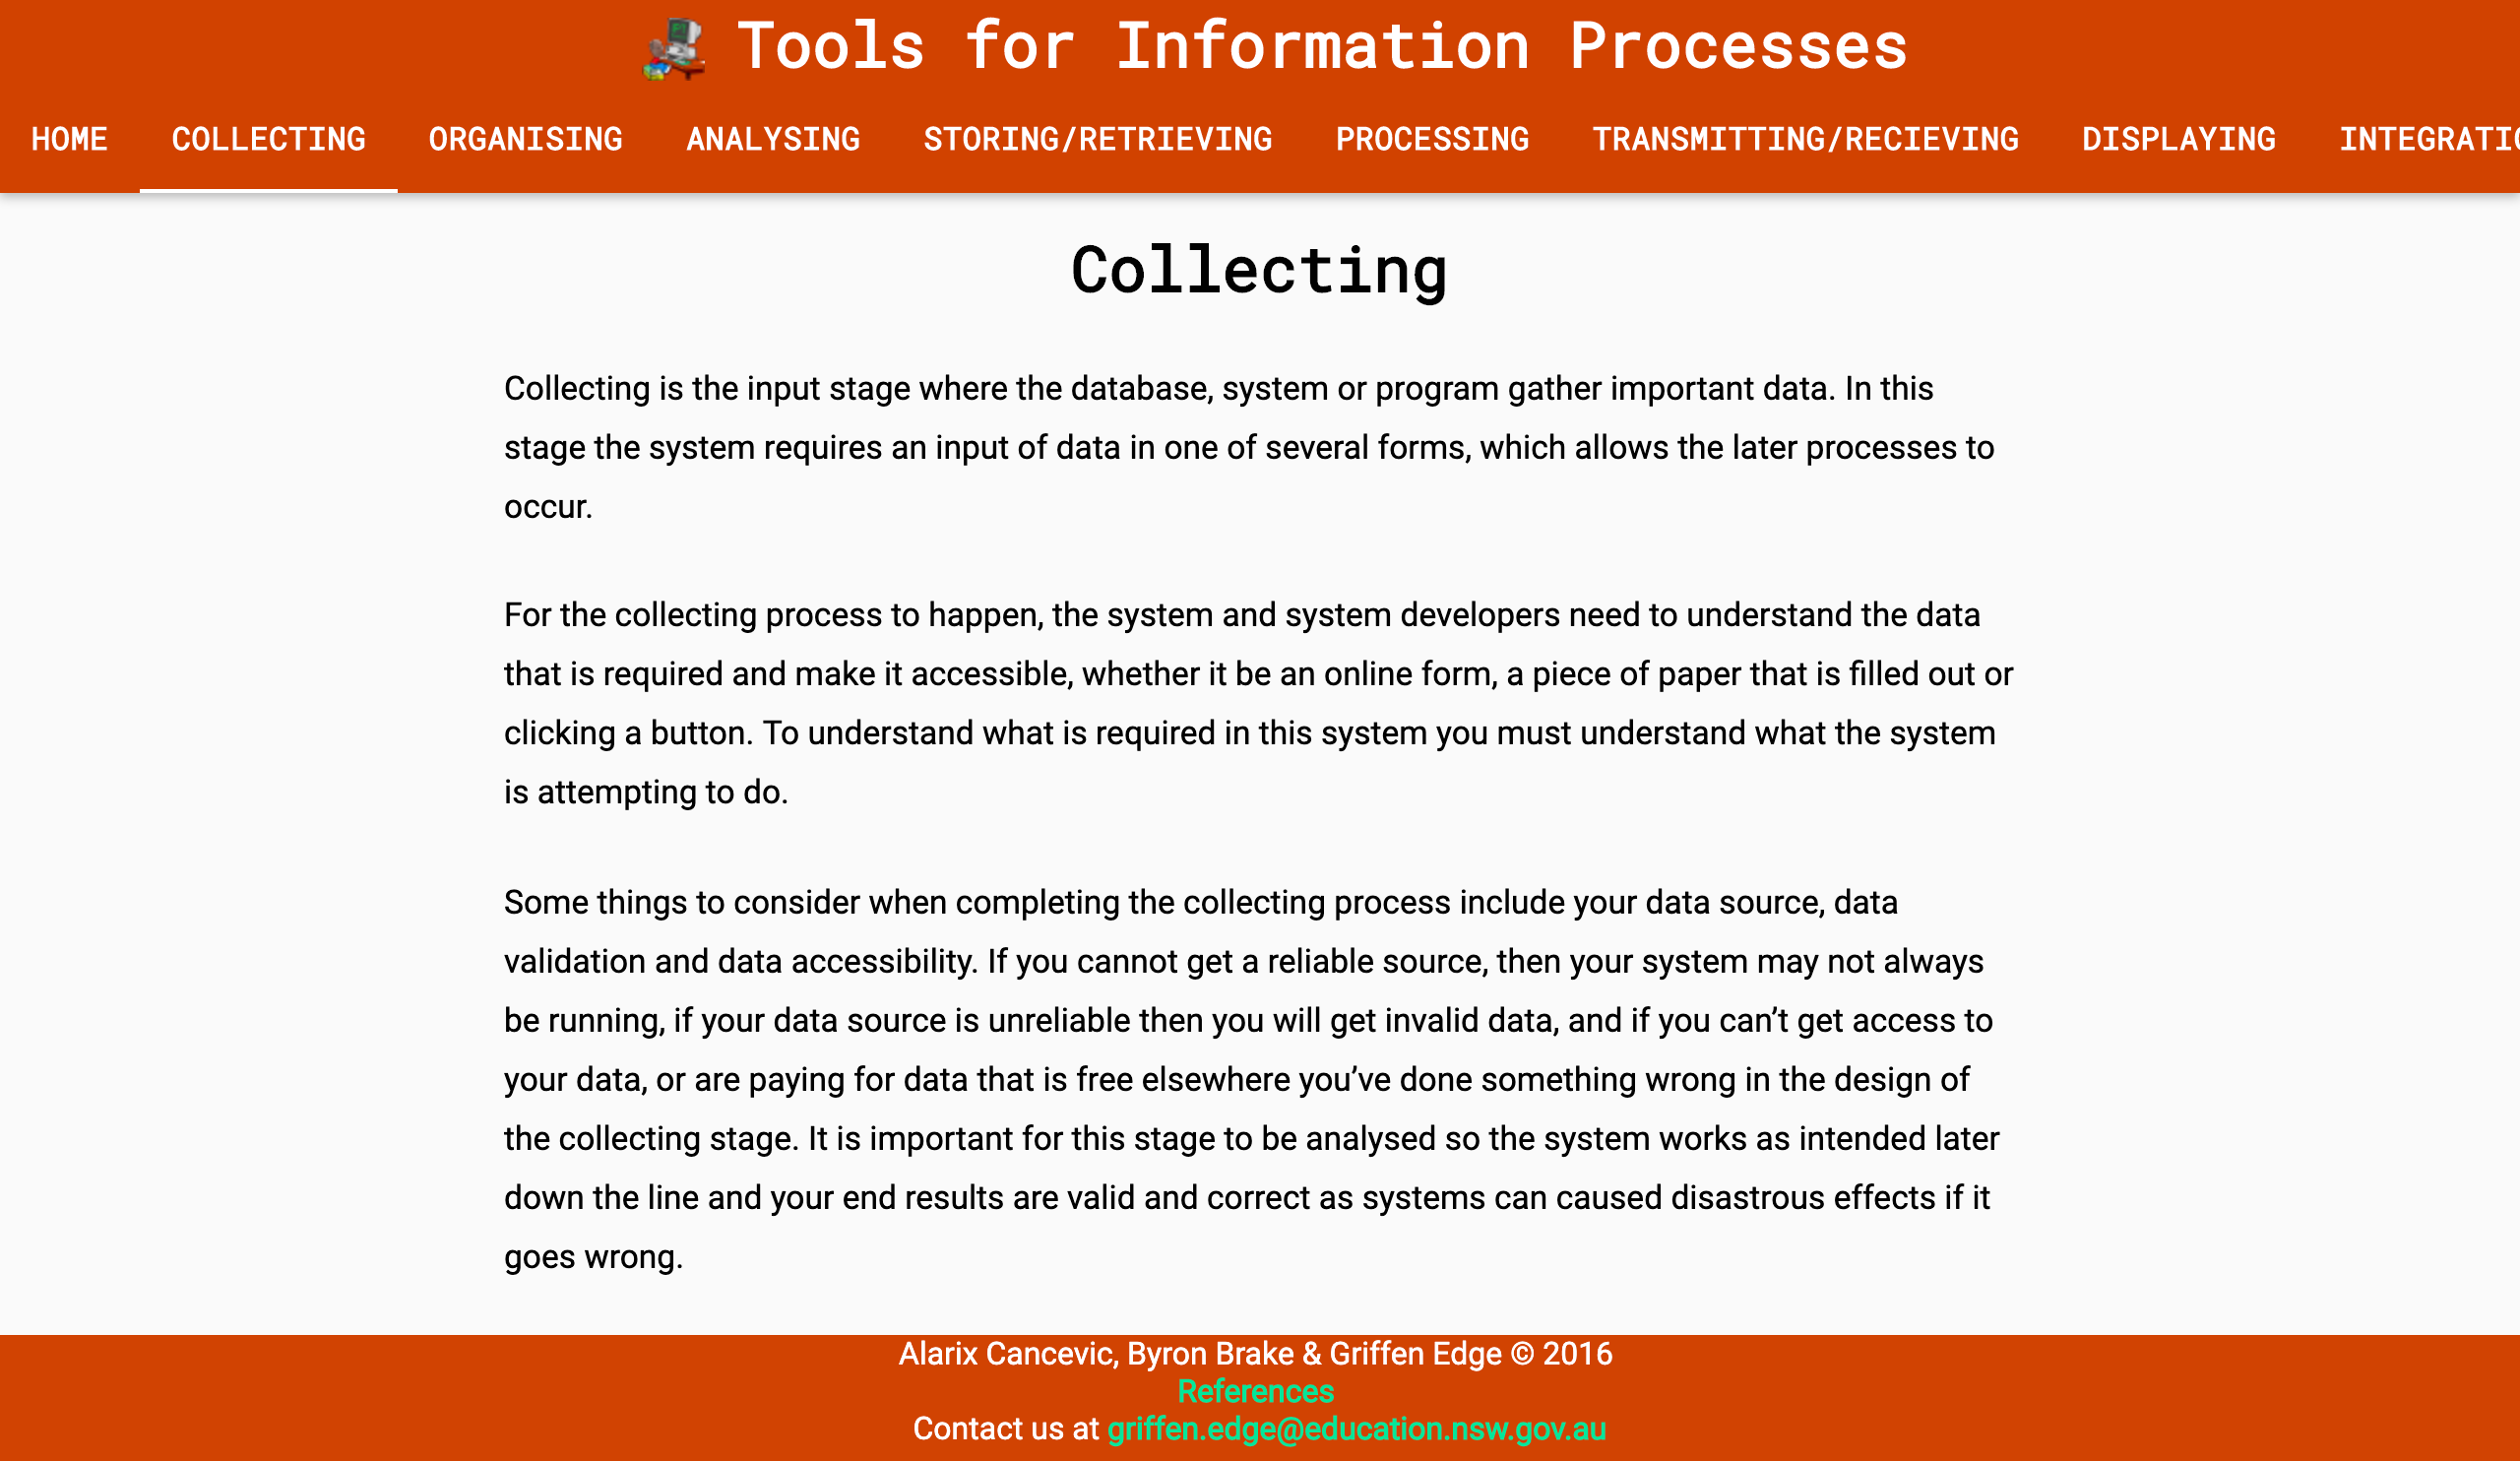 Tools for Information Processes
HOME COLLECTING ORGANISING ANALYSING STORING/RETRIEVING PROCESSING TRANSMITTING/RECIEVING DISPLAYING INTEGRATIO
Collecting
Collecting is the input stage where the database, system or program gather important data. In this
stage the system requires an input of data in one of several forms, which allows the later processes to
occur.
For the collecting process to happen, the system and system developers need to understand the data
that is required and make it accessible, whether it be an online form, a piece of paper that is filled out or
clicking a button. To understand what is required in this system you must understand what the system
is attempting to do.
Some things to consider when completing the collecting process include your data source, data
validation and data accessibility. If you cannot get a reliable source, then your system may not always
be running, if your data source is unreliable then you will get invalid data, and if you can’t get access to
your data, or are paying for data that is free elsewhere you’ve done something wrong in the design of
the collecting stage. It is important for this stage to be analysed so the system works as intended later
down the line and your end results are valid and correct as systems can caused disastrous effects if it
goes wrong.
Alarix Cancevic, Byron Brake & Griffen Edge © 2016
References
Contact us at griffen.edge@education.nsw.gov.au